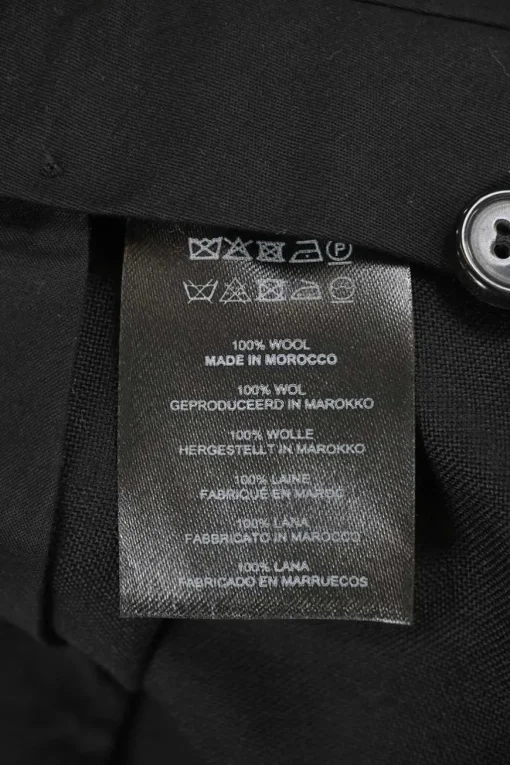 P
100% WOOL
MADE IN MOROCCO
100% WOL
GEPRODUCEERD IN MAROKKO
100% WOLLE
HERGESTELLT IN MAROKKO
100% LAINE
FABRIQUÉ EN MAROC
100% LANA
FABBRICATO IN MAROCCO
100% LANA
FABRICADO EN MARRUECOS